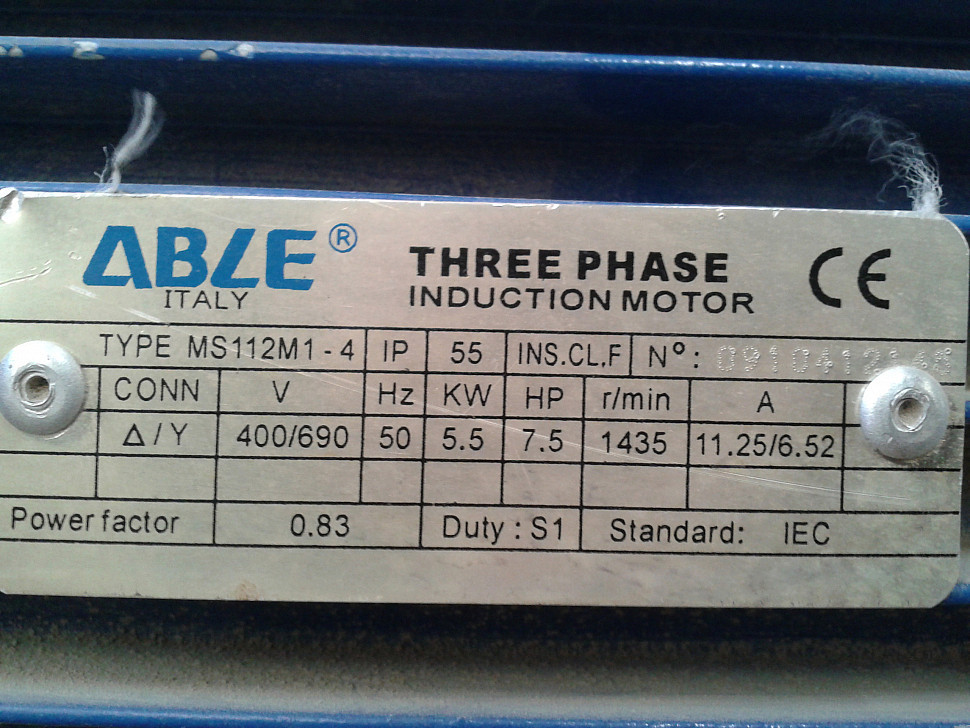 ABLE ®
ITALY
THREE PHASE
INDUCTION MOTOR
CE
TYPE MS112M1-4 IP 55 INS.CL,F Nº:
CONN V Hz KW HP r/min A
Δ/Y 400/690 50 5.5 7.5 1435 11.25/6.52
Power factor 0.83 Duty : S1 Standard: IEC